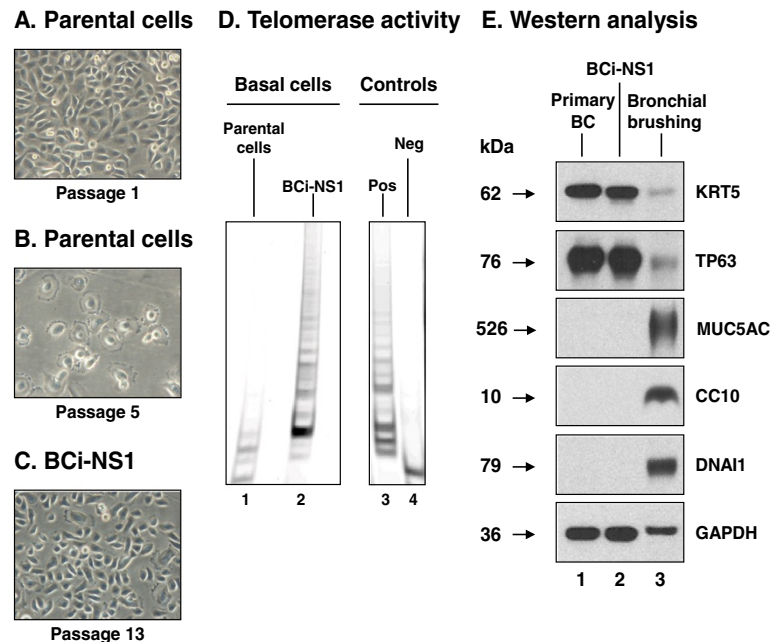 A. Parental cells
Passage 1
B. Parental cells
Passage 5
C. BCi-NS1
Passage 13
D. Telomerase activity
Basal cells
Controls
Parental
cells
BCi-NS1
Pos
Neg
1
2
3
4
E. Western analysis
BCi-NS1
Primary
BC
Bronchial
brushing
kDa
62 → KRT5
76 → TP63
526 → MUC5AC
10 → CC10
79 → DNAI1
36 → GAPDH
1 2 3